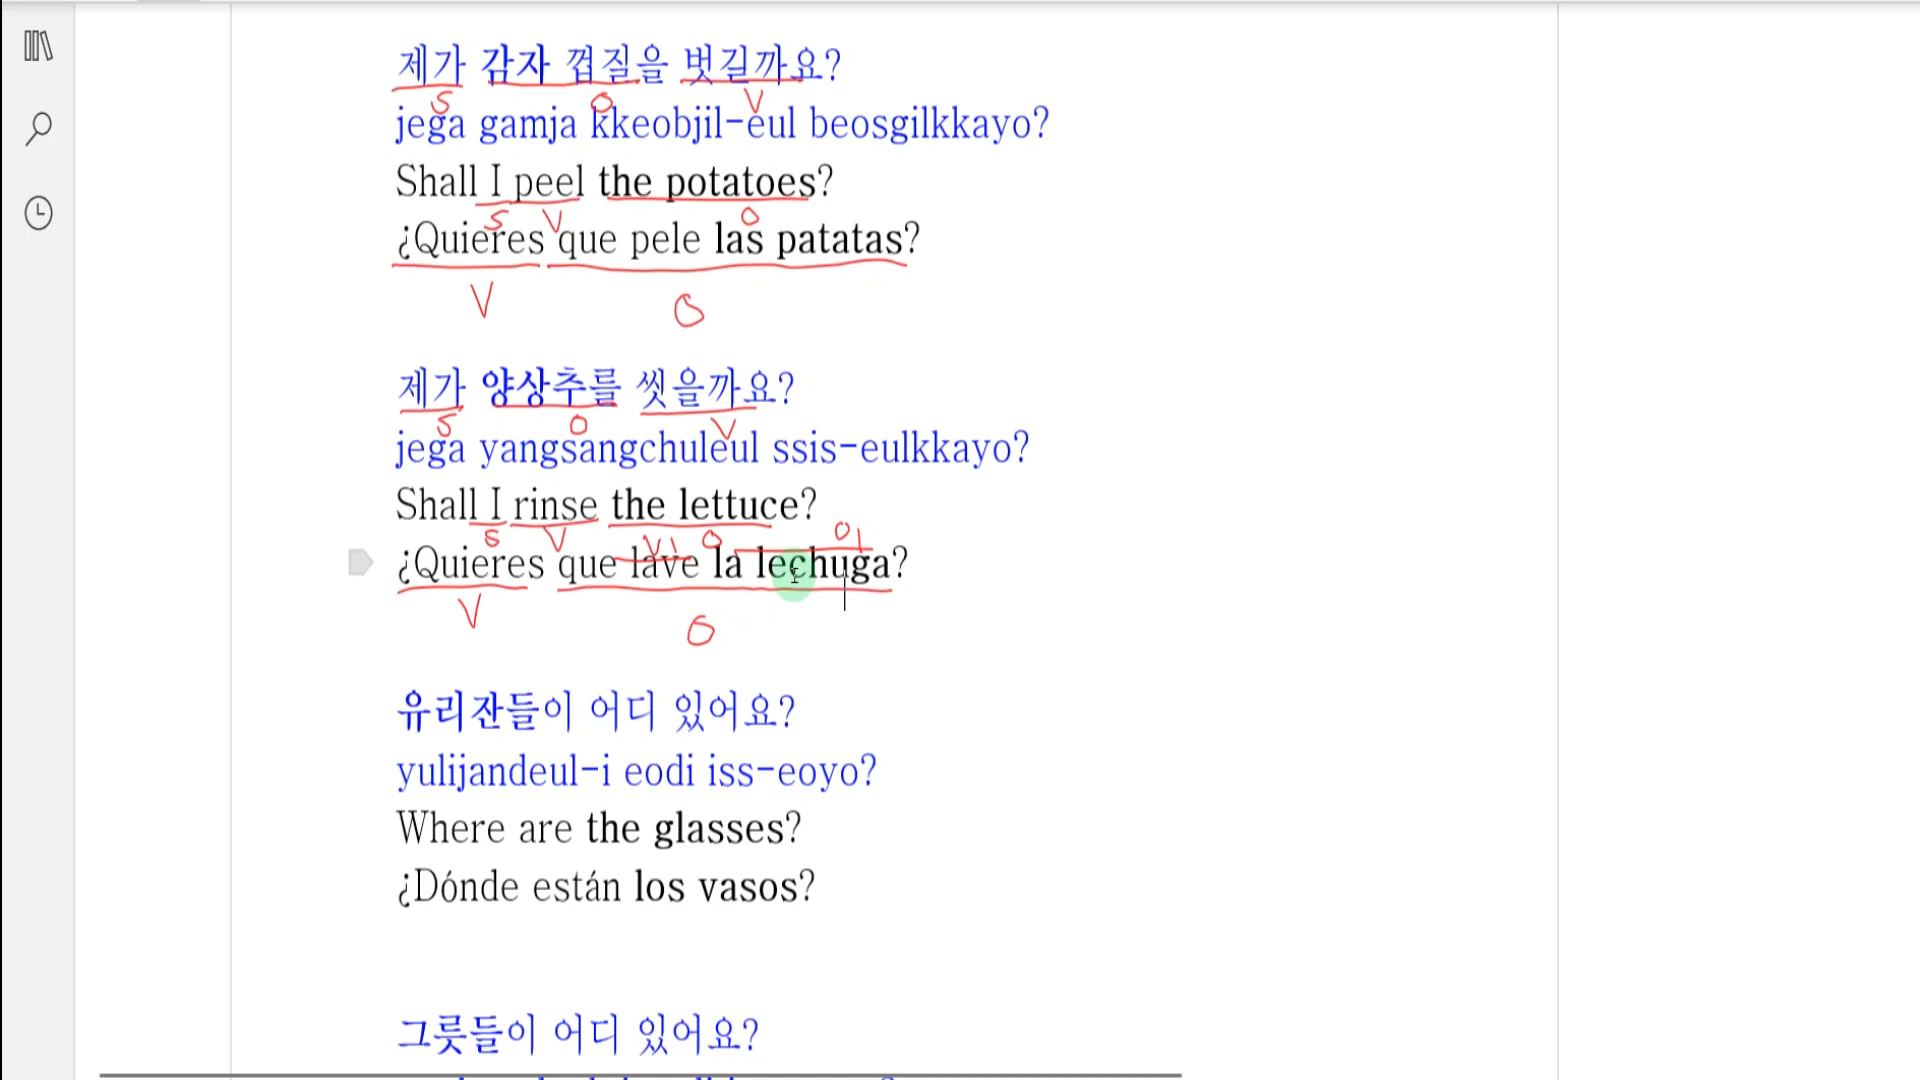 제가 감자 껍질을 벗길까요?
S O V
jega gamja kkeobjil-eul beosgilkkayo?
Shall I peel the potatoes?
S V O
¿Quieres que pele las patatas?
V O
제가 양상추를 씻을까요?
S O V
jega yangsangchuleul ssis-eulkkayo?
Shall I rinse the lettuce?
S V V1 O O1
¿Quieres que lave la lechuga?
V O
유리잔들이 어디 있어요?
yulijandeul-i eodi iss-eoyo?
Where are the glasses?
¿Dónde están los vasos?
그릇들이 어디 있어요?